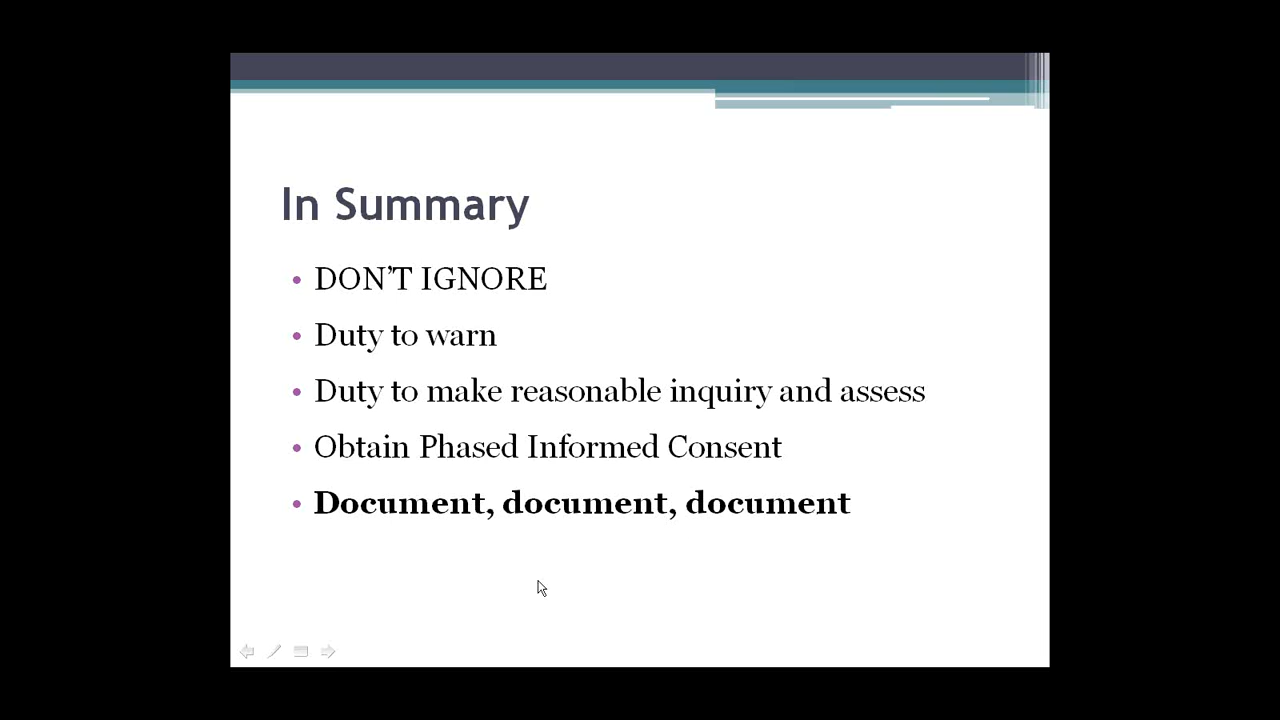 In Summary
• DON'T IGNORE
• Duty to warn
• Duty to make reasonable inquiry and assess
• Obtain Phased Informed Consent
• Document, document, document